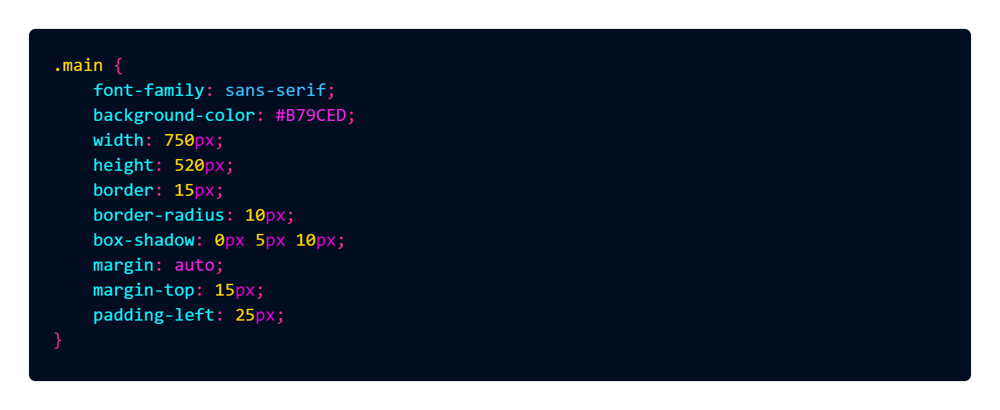 .main {
    font-family: sans-serif;
    background-color: #B79CED;
    width: 750px;
    height: 520px;
    border: 15px;
    border-radius: 10px;
    box-shadow: 0px 5px 10px;
    margin: auto;
    margin-top: 15px;
    padding-left: 25px;
}